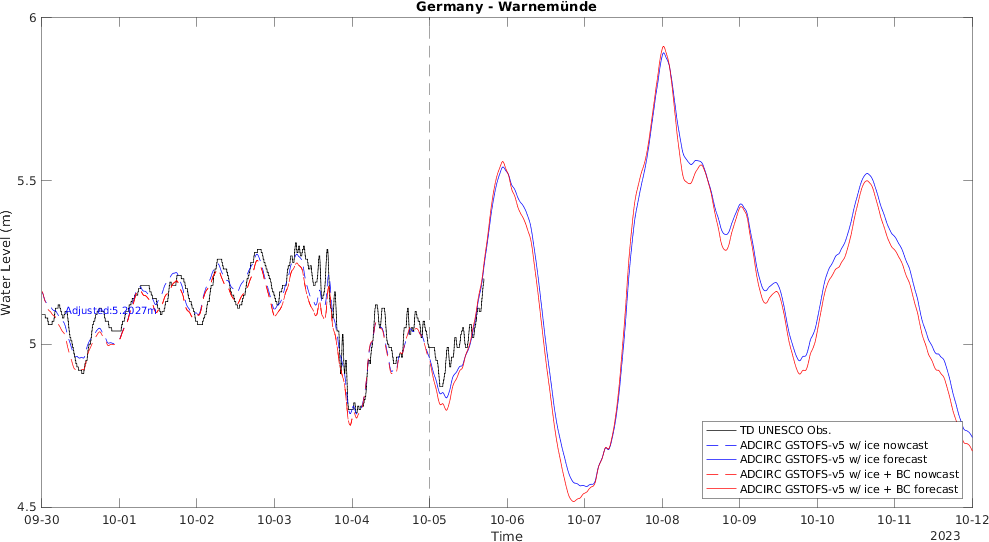 Germany - Warnemünde
6
5.5
5
4.5
Water Level (m)
Adjusted:5.2027m
TD UNESCO Obs.
ADCIRC GSTOFS-v5 w/ ice nowcast
ADCIRC GSTOFS-v5 w/ ice forecast
ADCIRC GSTOFS-v5 w/ ice + BC nowcast
ADCIRC GSTOFS-v5 w/ ice + BC forecast
09-30 10-01 10-02 10-03 10-04 10-05 10-06 10-07 10-08 10-09 10-10 10-11 10-12
Time
2023